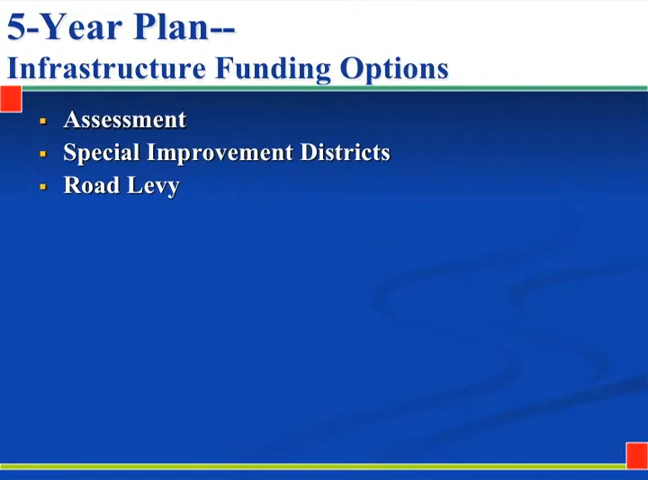 5-Year Plan--
Infrastructure Funding Options
Assessment
Special Improvement Districts
Road Levy